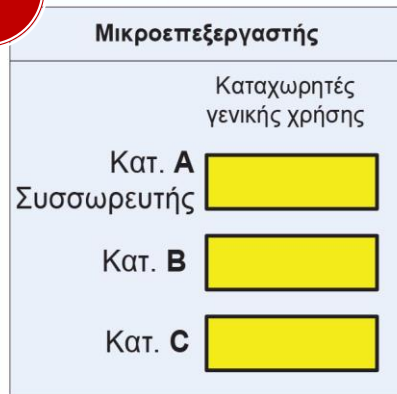 Μικροεπεξεργαστής
Καταχωρητές
γενικής χρήσης
Κατ. A
Συσσωρευτής
Κατ. B
Κατ. C